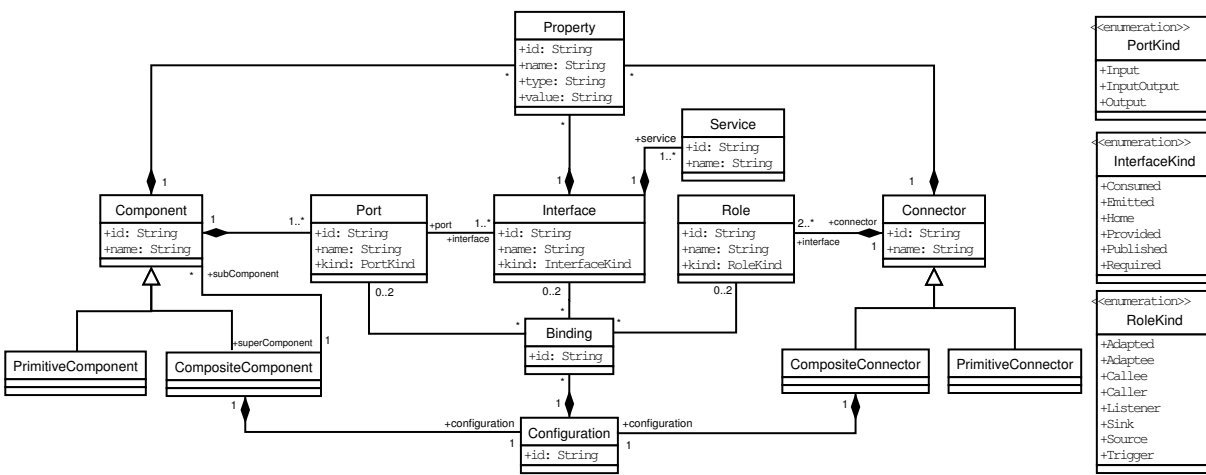 Property
+id: String
+name: String
+type: String
+value: String
*
*
*
1
1
1
Service
+id: String
+name: String
+service
1..*
1
Component
+id: String
+name: String
1
1..*
Port
+id: String
+name: String
+kind: PortKind
+port
1..*
+interface
Interface
+id: String
+name: String
+kind: InterfaceKind
Role
+id: String
+name: String
+kind: RoleKind
2..*
+connector
+interface
1
Connector
+id: String
+name: String
*
+subComponent
0..2
0..2
0..2
*
*
*
+superComponent
1
PrimitiveComponent
CompositeComponent
Binding
+id: String
CompositeConnector
PrimitiveConnector
*
1
1
1
+configuration
1
Configuration
+id: String
+configuration
1
<<enumeration>>
PortKind
+Input
+InputOutput
+Output
<<enumeration>>
InterfaceKind
+Consumed
+Emitted
+Home
+Provided
+Published
+Required
<<enumeration>>
RoleKind
+Adapted
+Adaptee
+Callee
+Caller
+Listener
+Sink
+Source
+Trigger